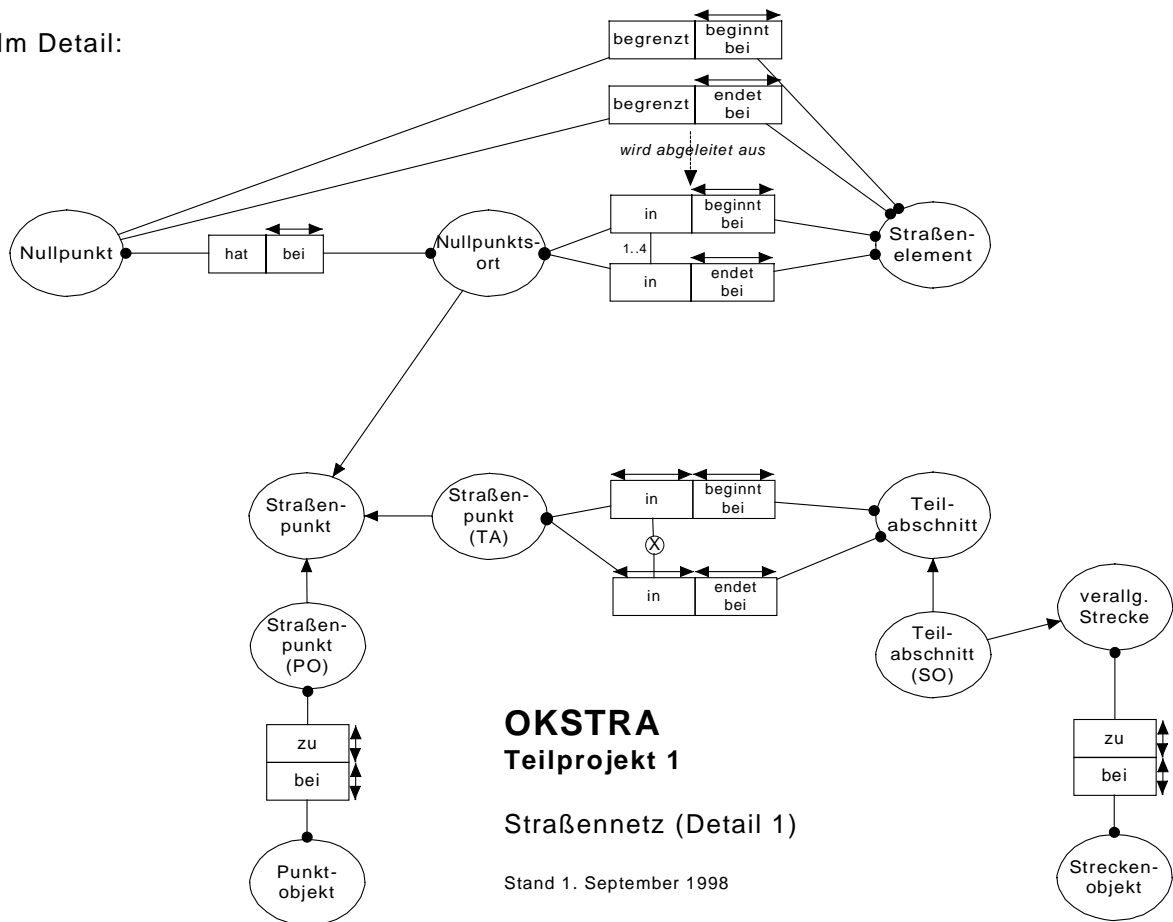 Im Detail:
begrenzt
beginnt
bei
begrenzt
endet
bei
wird abgeleitet aus
Nullpunkt
hat
bei
Nullpunkts-
ort
in
beginnt
bei
1..4
in
endet
bei
Straßen-
element
Straßen-
punkt
Straßen-
punkt
(TA)
in
beginnt
bei
X
in
endet
bei
Teil-
abschnitt
Straßen-
punkt
(PO)
Teil-
abschnitt
(SO)
verallg.
Strecke
zu
bei
OKSTRA
Teilprojekt 1
zu
bei
Straßennetz (Detail 1)
Punkt-
objekt
Stand 1. September 1998
Strecken-
objekt